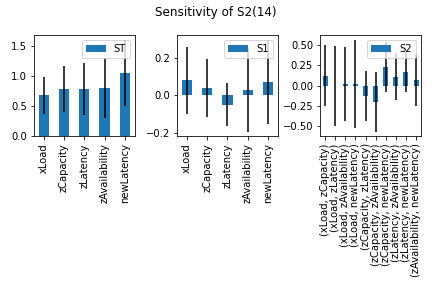 Sensitivity of S2(14)
1.5
1.0
0.5
0.0
ST
xLoad
zCapacity
zLatency
zAvailability
newLatency
0.2
0.0
−0.2
S1
xLoad
zCapacity
zLatency
zAvailability
newLatency
0.50
0.25
0.00
−0.25
−0.50
S2
(xLoad, zCapacity)
(xLoad, zLatency)
(xLoad, zAvailability)
(xLoad, newLatency)
(zCapacity, zLatency)
(zCapacity, zAvailability)
(zCapacity, newLatency)
(zLatency, zAvailability)
(zLatency, newLatency)
(zAvailability, newLatency)